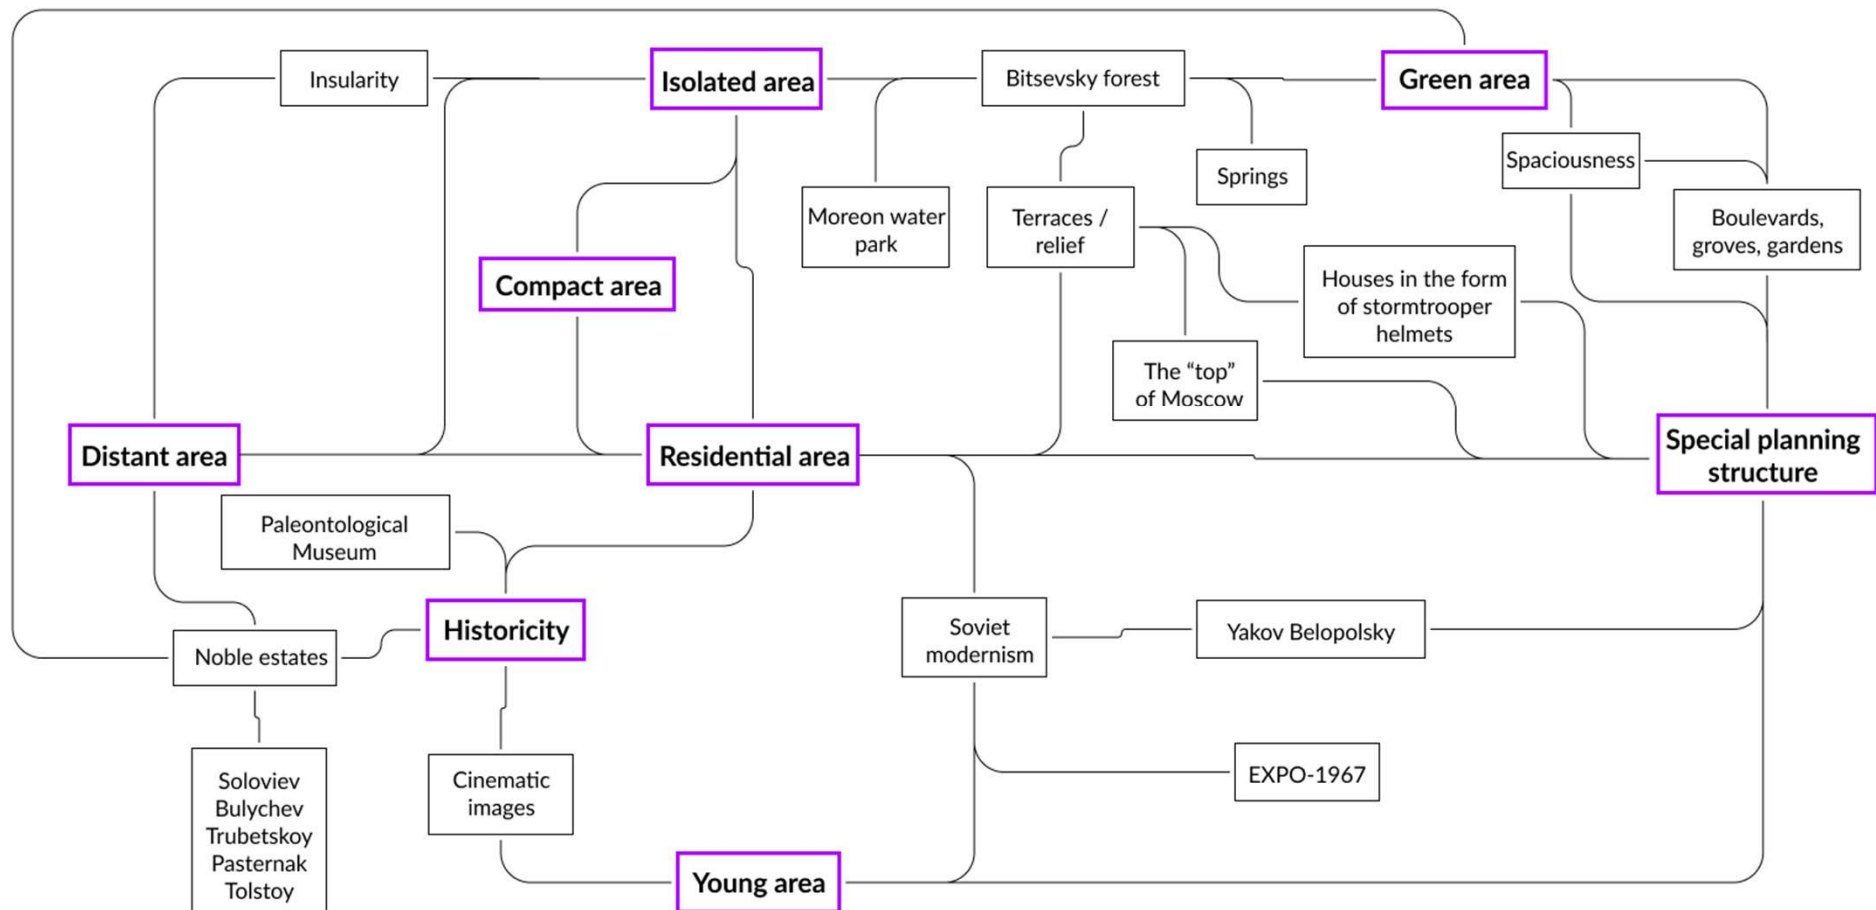 Insularity
Isolated area
Bitsevsky forest
Green area
Spaciousness
Springs
Moreon water
park
Terraces /
relief
Boulevards,
groves, gardens
Compact area
Houses in the form
of stormtrooper
helmets
The “top”
of Moscow
Distant area
Residential area
Special planning
structure
Paleontological
Museum
Historicity
Noble estates
Soviet
modernism
Yakov Belopolsky
Soloviev
Bulychev
Trubetskoy
Pasternak
Tolstoy
Cinematic
images
EXPO-1967
Young area